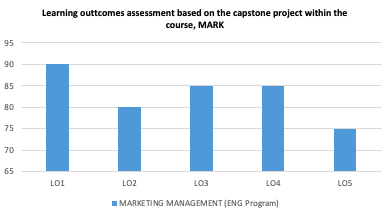 Learning outtcomes assessment based on the capstone project within the
course, MARK
95
90
85
80
75
70
65
LO1 LO2 LO3 LO4 LO5
MARKETING MANAGEMENT (ENG Program)